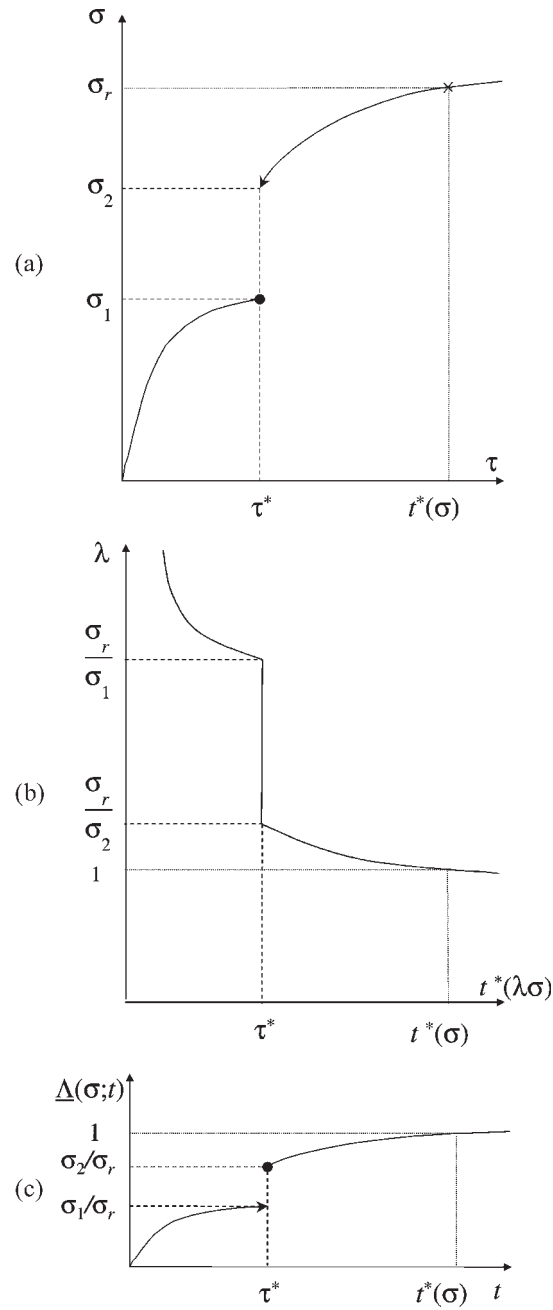 σ
σr
σ2
(a)
σ1
τ
τ* t*(σ)
λ
σr
σ1
(b)
σr
σ2
1
t*(λσ)
τ* t*(σ)
Λ(σ;t)
1
σ2/σr
(c)
σ1/σr
τ* t*(σ) t